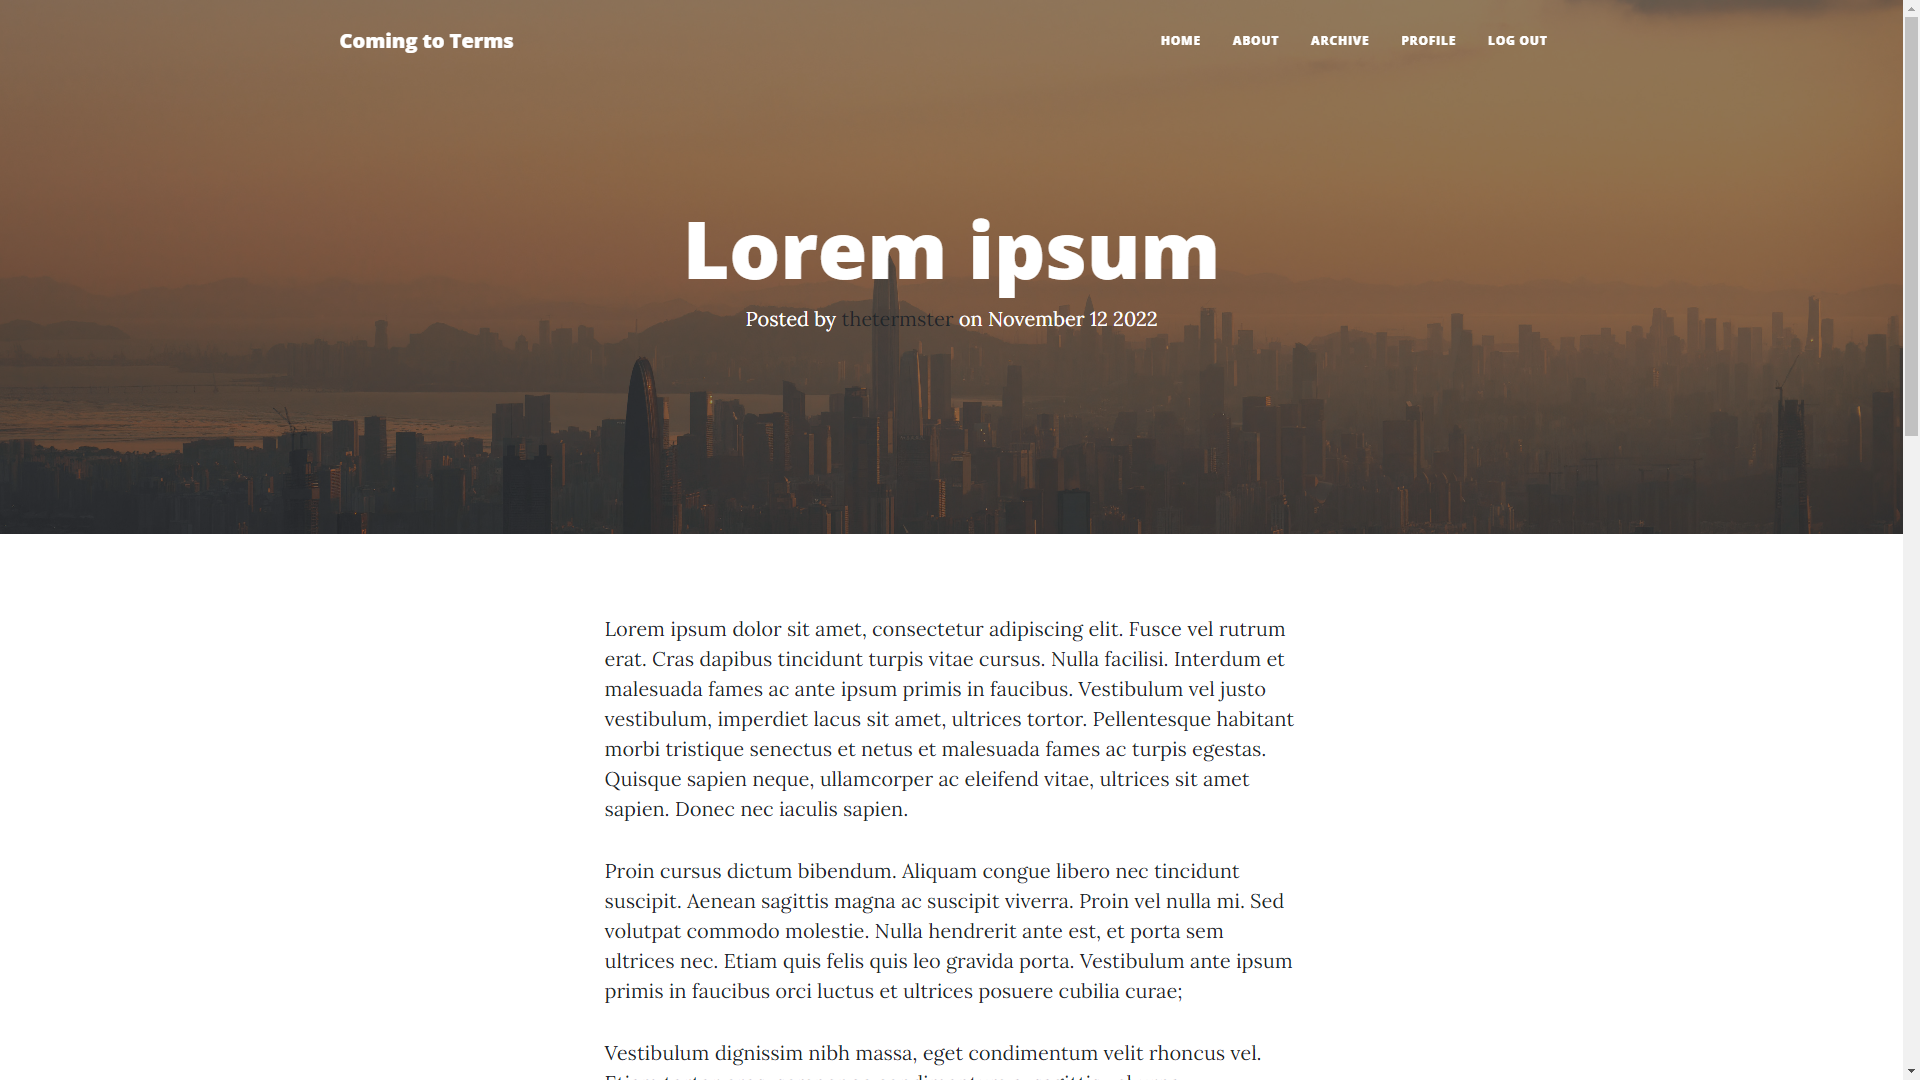 Coming to Terms
HOME ABOUT ARCHIVE PROFILE LOG OUT
Lorem ipsum
Posted by thetermster on November 12 2022
Lorem ipsum dolor sit amet, consectetur adipiscing elit. Fusce vel rutrum
erat. Cras dapibus tincidunt turpis vitae cursus. Nulla facilisi. Interdum et
malesuada fames ac ante ipsum primis in faucibus. Vestibulum vel justo
vestibulum, imperdiet lacus sit amet, ultrices tortor. Pellentesque habitant
morbi tristique senectus et netus et malesuada fames ac turpis egestas.
Quisque sapien neque, ullamcorper ac eleifend vitae, ultrices sit amet
sapien. Donec nec iaculis sapien.
Proin cursus dictum bibendum. Aliquam congue libero nec tincidunt
suscipit. Aenean sagittis magna ac suscipit viverra. Proin vel nulla mi. Sed
volutpat commodo molestie. Nulla hendrerit ante est, et porta sem
ultrices nec. Etiam quis felis quis leo gravida porta. Vestibulum ante ipsum
primis in faucibus orci luctus et ultrices posuere cubilia curae;
Vestibulum dignissim nibh massa, eget condimentum velit rhoncus vel.